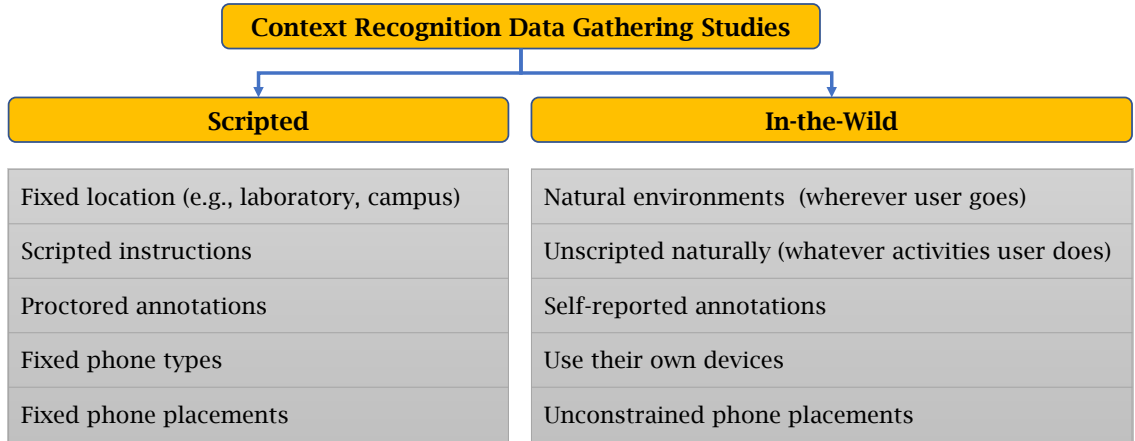 Context Recognition Data Gathering Studies
Scripted
In-the-Wild
Fixed location (e.g., laboratory, campus)
Natural environments (wherever user goes)
Scripted instructions
Unscripted naturally (whatever activities user does)
Proctored annotations
Self-reported annotations
Fixed phone types
Use their own devices
Fixed phone placements
Unconstrained phone placements